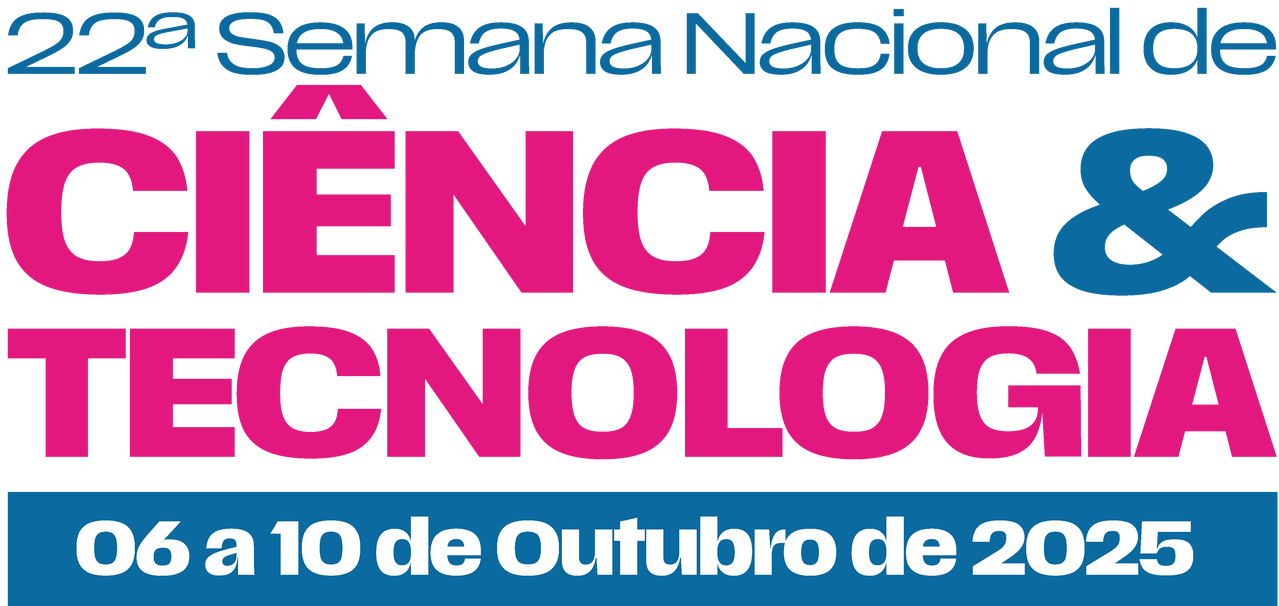 22ª Semana Nacional de
CIÊNCIA &
TECNOLOGIA
06 a 10 de Outubro de 2025